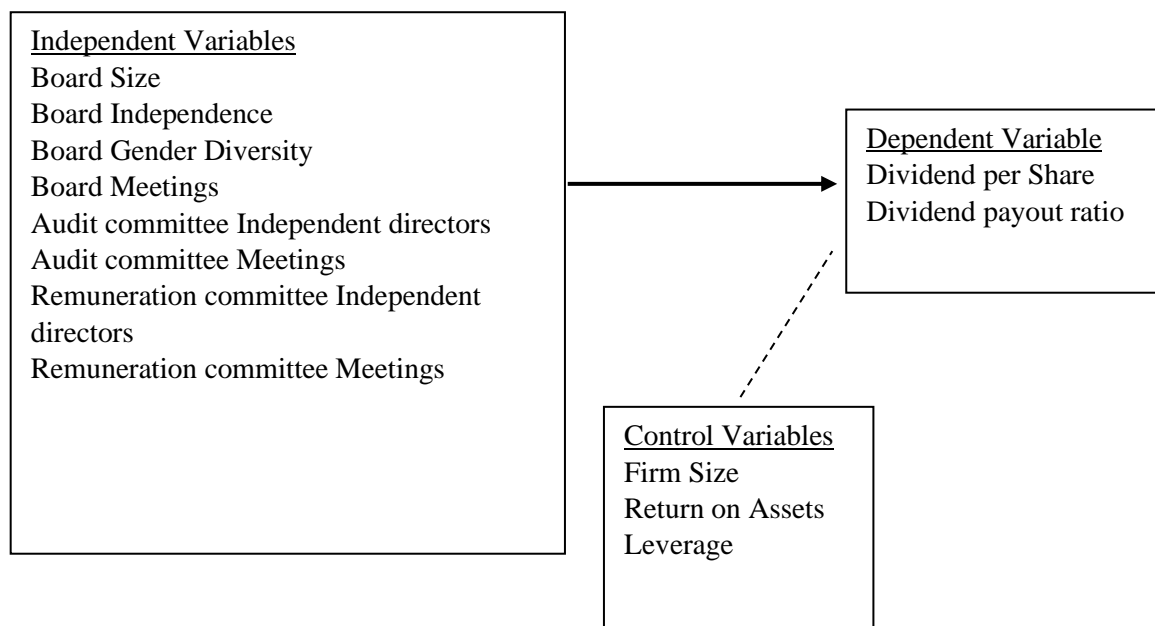 Independent Variables
Board Size
Board Independence
Board Gender Diversity
Board Meetings
Audit committee Independent directors
Audit committee Meetings
Remuneration committee Independent
directors
Remuneration committee Meetings
Dependent Variable
Dividend per Share
Dividend payout ratio
Control Variables
Firm Size
Return on Assets
Leverage